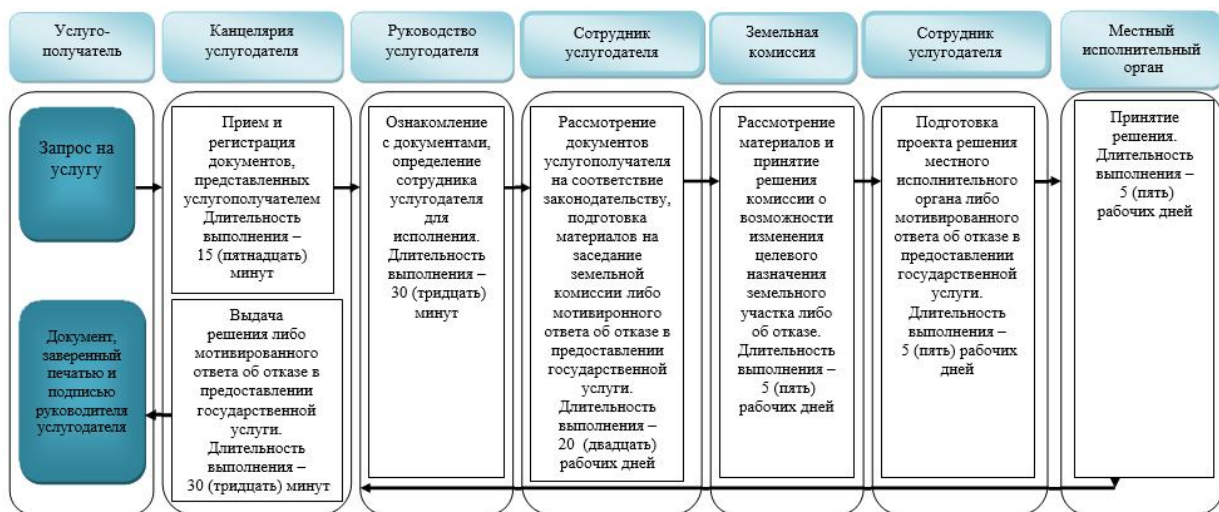 Услуго-
получатель
Канцелярия
услугодателя
Руководство
услугодателя
Сотрудник
услугодателя
Земельная
комиссия
Сотрудник
услугодателя
Местный
исполнительный
орган
Запрос на
услугу
Прием и
регистрация
документов,
представленных
услугополучателем
Длительность
выполнения –
15 (пятнадцать)
минут
Ознакомление
с документами,
определение
сотрудника
услугодателя
для
исполнения.
Длительность
выполнения –
30 (тридцать)
минут
Рассмотрение
документов
услугополучателя
на соответствие
законодательству,
подготовка
материалов на
заседание
земельной
комиссии либо
мотивиронного
ответа об отказе в
предоставлении
государственной
услуги.
Длительность
выполнения –
20 (двадцать)
рабочих дней
Рассмотрение
материалов и
принятие
решения
комиссии о
возможности
изменения
целевого
назначения
земельного
участка либо
об отказе.
Длительность
выполнения –
5 (пять)
рабочих дней
Подготовка
проекта решения
местного
исполнительного
органа либо
мотивированного
ответа об отказе в
предоставлении
государственной
услуги.
Длительность
выполнения –
5 (пять) рабочих
дней
Принятие
решения.
Длительность
выполнения –
5 (пять)
рабочих дней
Документ,
заверенный
печатью и
подписью
руководителя
услугодателя
Выдача
решения либо
мотивированного
ответа об отказе в
предоставлении
государственной
услуги.
Длительность
выполнения –
30 (тридцать) минут